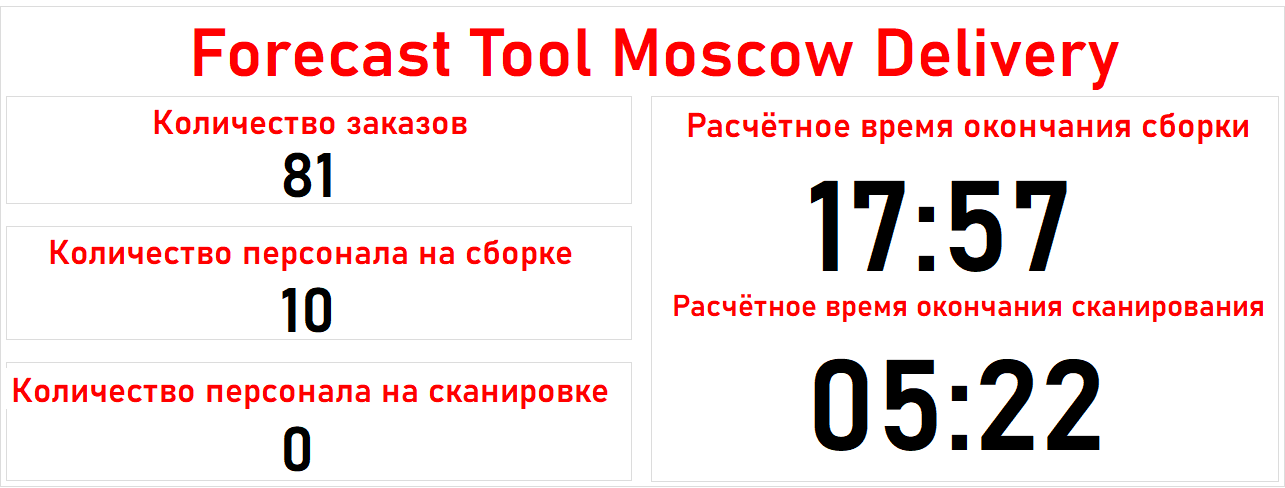 Forecast Tool Moscow Delivery
Количество заказов
81
Количество персонала на сборке
10
Количество персонала на сканировке
0
Расчётное время окончания сборки
17:57
Расчётное время окончания сканирования
05:22